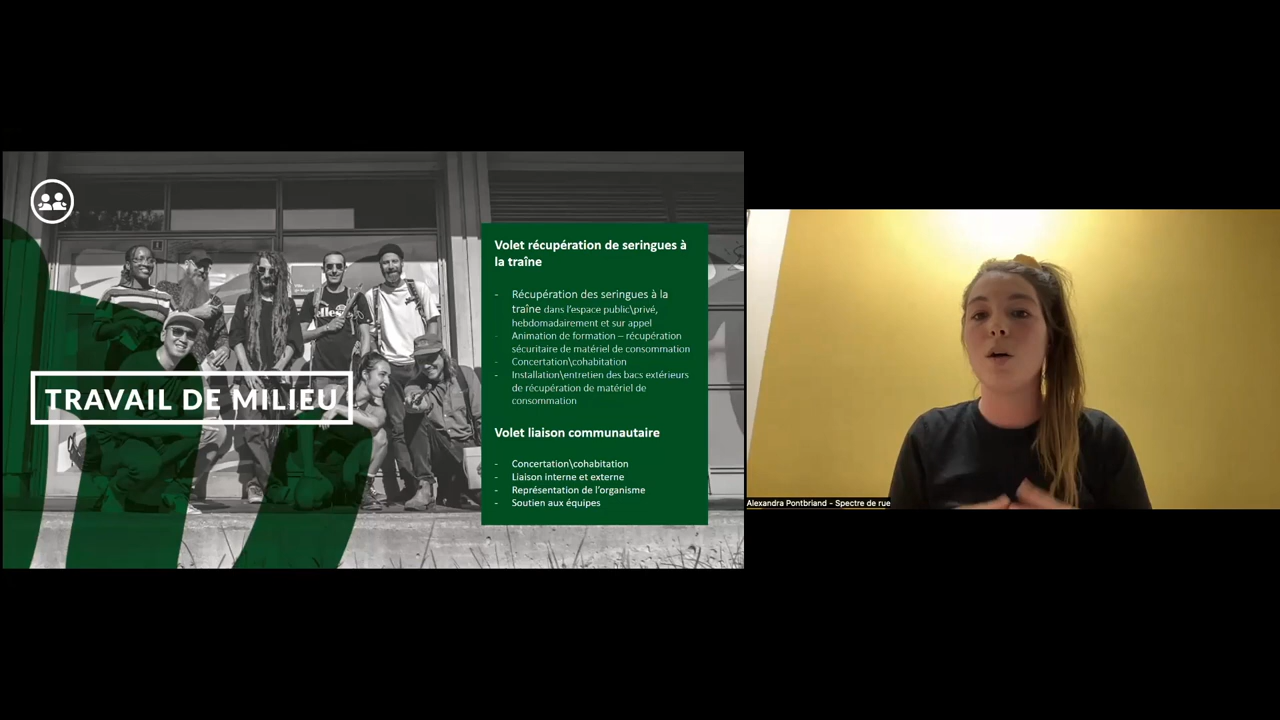 TRAVAIL DE MILIEU
Volet récupération de seringues à
la traîne
- Récupération des seringues à la
traîne dans l'espace public\privé,
hebdomadairement et sur appel
- Animation de formation – récupération
sécuritaire de matériel de consommation
- Concertation\cohabitation
- Installation\entretien des bacs extérieurs
de récupération de matériel de
consommation
Volet liaison communautaire
- Concertation\cohabitation
- Liaison interne et externe
- Représentation de l'organisme
- Soutien aux équipes
Alexandra Pontbriand - Spectre de rue